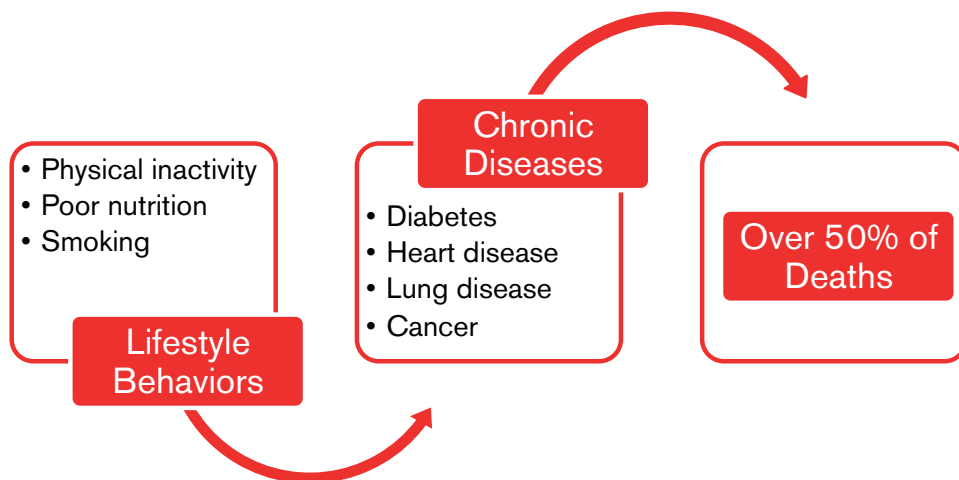 • Physical inactivity
• Poor nutrition
• Smoking
Lifestyle
Behaviors
Chronic
Diseases
• Diabetes
• Heart disease
• Lung disease
• Cancer
Over 50% of
Deaths